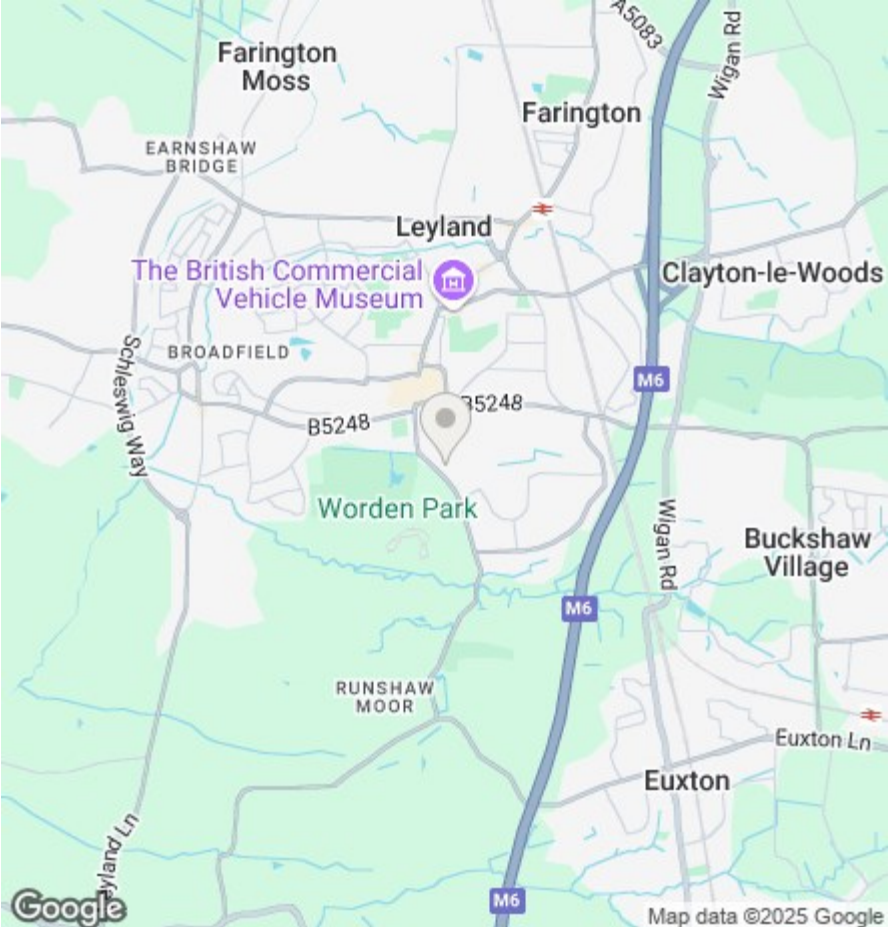 A5083
Wigan Rd
Farington
Moss
Farington
EARNSHAW
BRIDGE
Leyland
The British Commercial
Vehicle Museum
Clayton-le-Woods
Schleswig Way
BROADFIELD
M6
B5248
B5248
Worden Park
Wigan Rd
Buckshaw
Village
M6
RUNSHAW
MOOR
Euxton Ln
Euxton
eyland Ln
M6
Google
Map data ©2025 Google